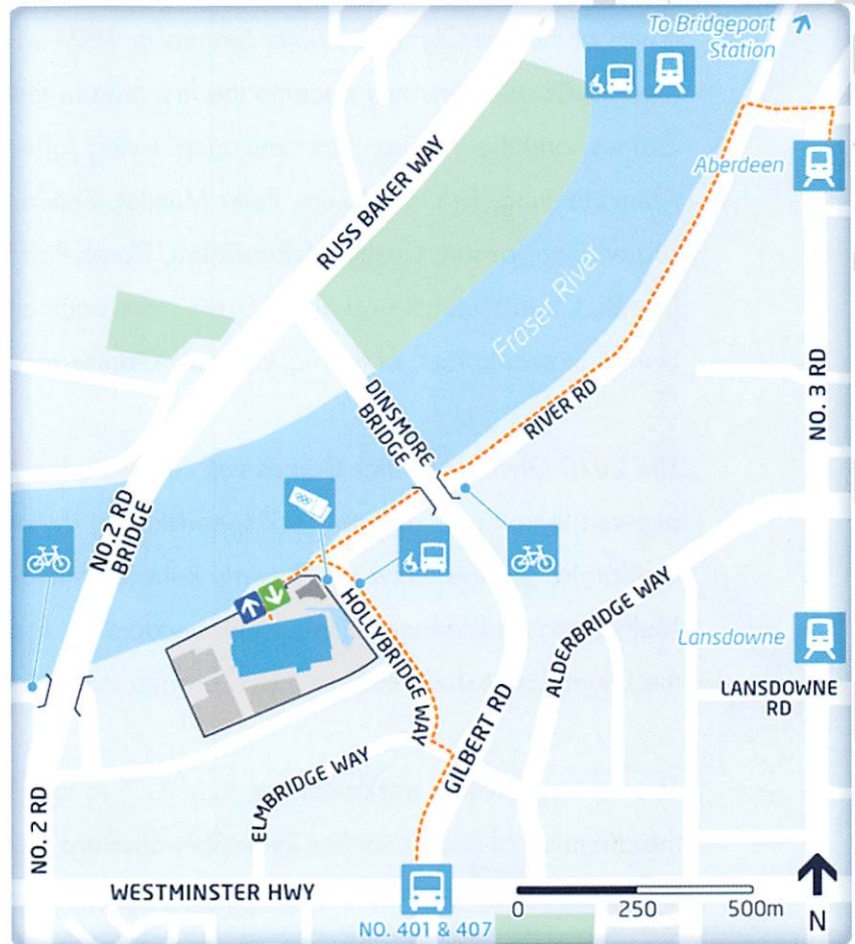 To Bridgeport
Station
RUSS BAKER WAY
Aberdeen
Fraser River
NO. 3 RD
DINSMORE
BRIDGE
RIVER RD
NO. 2 RD
BRIDGE
HOLLYBRIDGE WAY
ALDERBRIDGE WAY
Lansdowne
LANSDOWNE
RD
GILBERT RD
ELMBRIDGE WAY
NO. 2 RD
WESTMINSTER HWY
NO. 401 & 407
0 250 500m
N